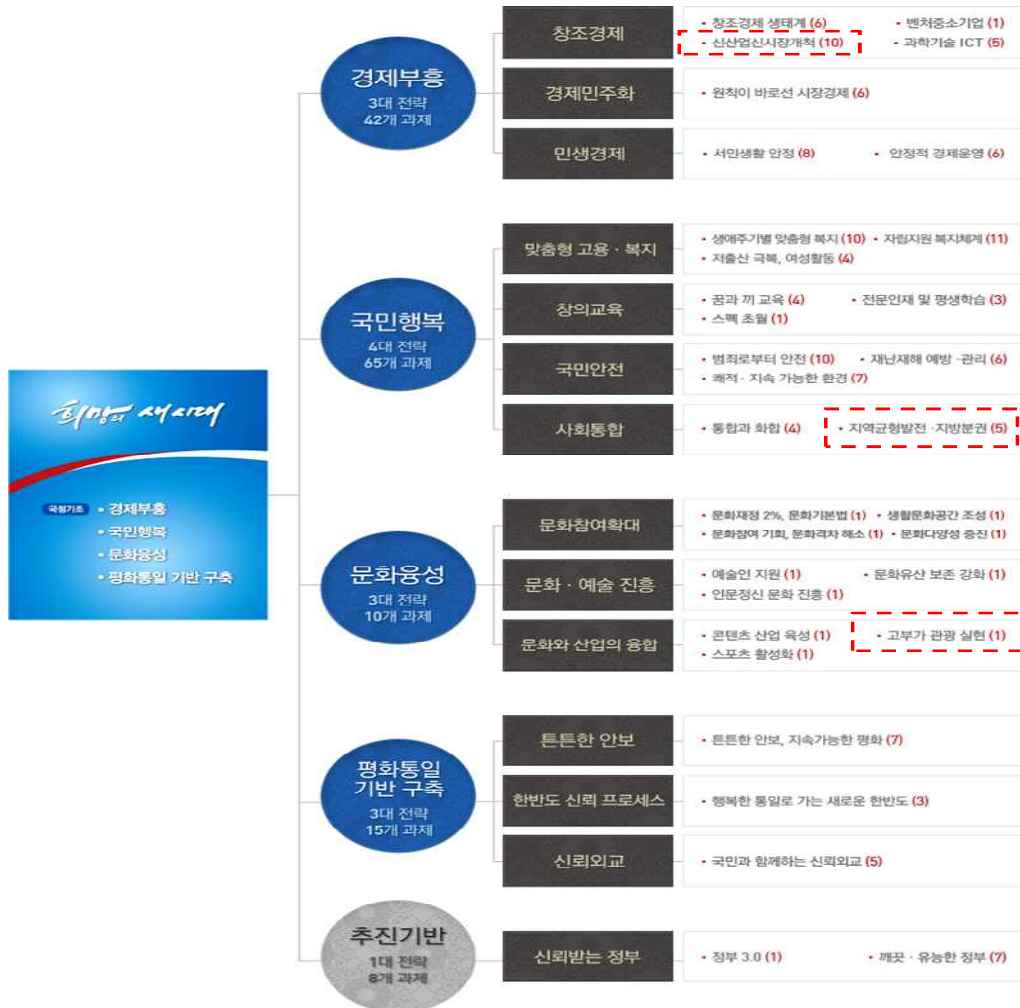 희망의 새시대
국정기조
• 경제부흥
• 국민행복
• 문화융성
• 평화통일 기반 구축
경제부흥
3대 전략
42개 과제
창조경제
• 창조경제 생태계 (6) • 벤처중소기업 (1)
• 신산업신시장개척 (10) • 과학기술 ICT (5)
경제민주화
• 원칙이 바로선 시장경제 (6)
민생경제
• 서민생활 안정 (8) • 안정적 경제운영 (6)
국민행복
4대 전략
65개 과제
맞춤형 고용 · 복지
• 생애주기별 맞춤형 복지 (10) • 자립지원 복지체계 (11)
• 저출산 극복, 여성활동 (4)
창의교육
• 꿈과 끼 교육 (4) • 전문인재 및 평생학습 (3)
• 스펙 초월 (1)
국민안전
• 범죄로부터 안전 (10) • 재난재해 예방 ·관리 (6)
• 쾌적 · 지속 가능한 환경 (7)
사회통합
• 통합과 화합 (4) • 지역균형발전 ·지방분권 (5)
문화융성
3대 전략
10개 과제
문화참여확대
• 문화재정 2%, 문화기본법 (1) • 생활문화공간 조성 (1)
• 문화참여 기회, 문화격차 해소 (1) • 문화다양성 증진 (1)
문화 · 예술 진흥
• 예술인 지원 (1) • 문화유산 보존 강화 (1)
• 인문정신 문화 진흥 (1)
문화와 산업의 융합
• 콘텐츠 산업 육성 (1) • 고부가 관광 실현 (1)
• 스포츠 활성화 (1)
평화통일
기반 구축
3대 전략
15개 과제
튼튼한 안보
• 튼튼한 안보, 지속가능한 평화 (7)
한반도 신뢰 프로세스
• 행복한 통일로 가는 새로운 한반도 (3)
신뢰외교
• 국민과 함께하는 신뢰외교 (5)
추진기반
1대 전략
8개 과제
신뢰받는 정부
• 정부 3.0 (1) • 깨끗 · 유능한 정부 (7)